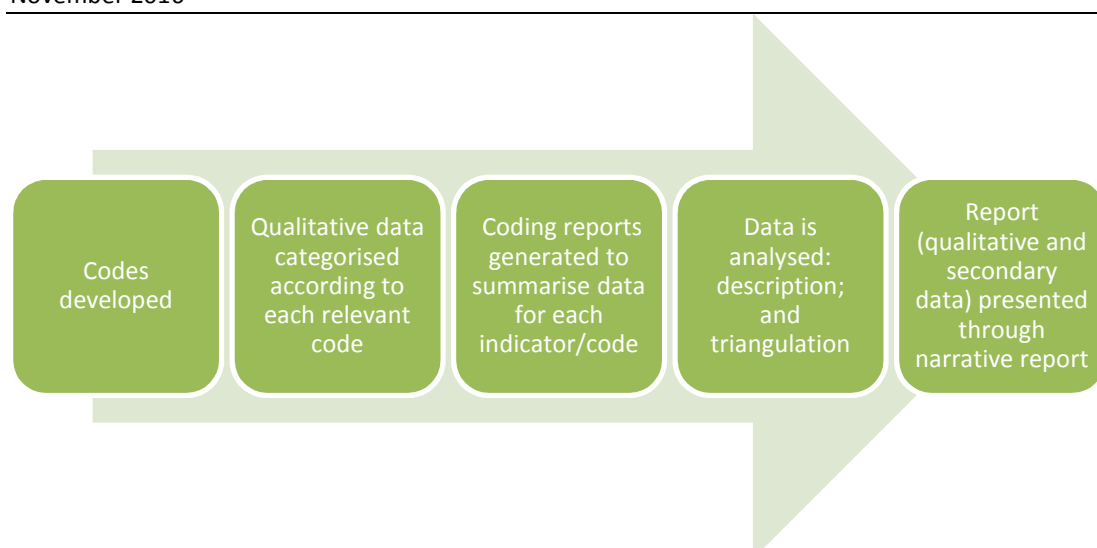 Codes
developed
Qualitative data
categorised
according to
each relevant
code
Coding reports
generated to
summarise data
for each
indicator/code
Data is
analysed:
description;
and
triangulation
Report
(qualitative and
secondary
data) presented
through
narrative report